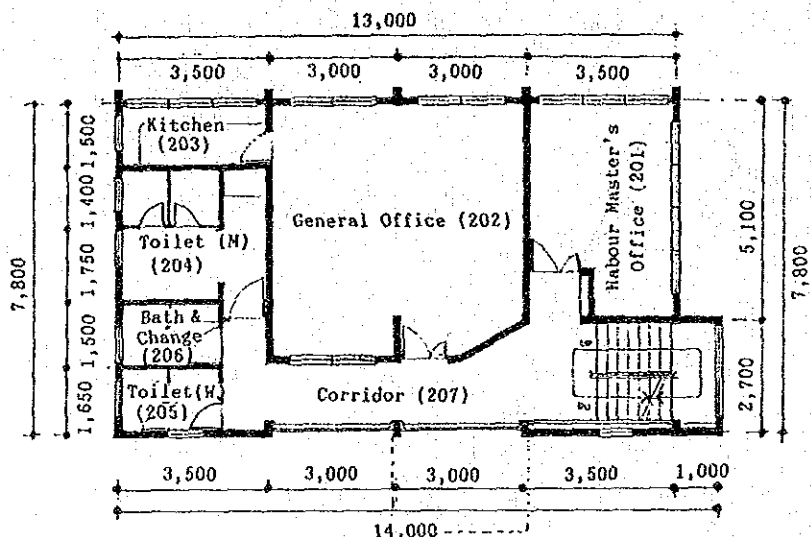 13,000
3,500 3,000 3,000 3,500
7,800
1,500
1,400
1,750
1,500
1,650
Kitchen
(203)
General Office (202)
Habour Master's
Office (201)
Toilet (M)
(204)
Bath &
Change
(206)
Toilet(W)
(205)
Corridor (207)
5,100
2,700
7,800
3,500 3,000 3,000 3,500 1,000
14,000